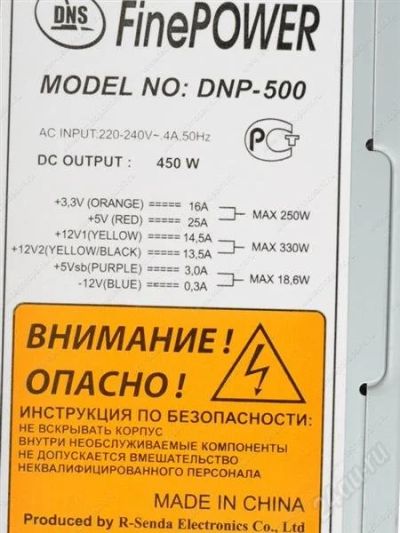 DNS FinePOWER
MODEL NO: DNP-500
AC INPUT:220-240V~.4A,50Hz
DC OUTPUT : 450 W
+3,3V (ORANGE) ===== 16A
+5V (RED) ===== 25A
MAX 250W
+12V1(YELLOW) ===== 14,5A
+12V2(YELLOW/BLACK) ===== 13,5A
MAX 330W
+5Vsb(PURPLE) ===== 3,0A
-12V(BLUE) ===== 0,3A
MAX 18,6W
ВНИМАНИЕ!
ОПАСНО!
ИНСТРУКЦИЯ ПО БЕЗОПАСНОСТИ:
НЕ ВСКРЫВАТЬ КОРПУС
ВНУТРИ НЕОБСЛУЖИВАЕМЫЕ КОМПОНЕНТЫ
НЕ ДОПУСКАЕТСЯ ВМЕШАТЕЛЬСТВО
НЕКВАЛИФИЦИРОВАННОГО ПЕРСОНАЛА
MADE IN CHINA
Produced by R-Senda Electronics Co., Ltd